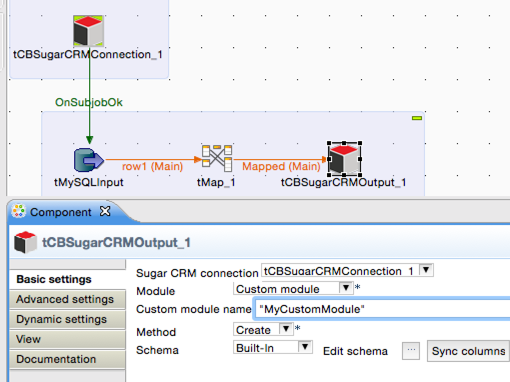 tCBSugarCRMConnection_1
OnSubjobOk
row1 (Main)
Mapped (Main)
tMySQLInput
tMap_1
tCBSugarCRMOutput_1
Component
tCBSugarCRMOutput_1
Basic settings
Advanced settings
Dynamic settings
View
Documentation
Sugar CRM connection tCBSugarCRMConnection_1
Module Custom module *
Custom module name "MyCustomModule"
Method Create *
Schema Built-In Edit schema ... Sync columns